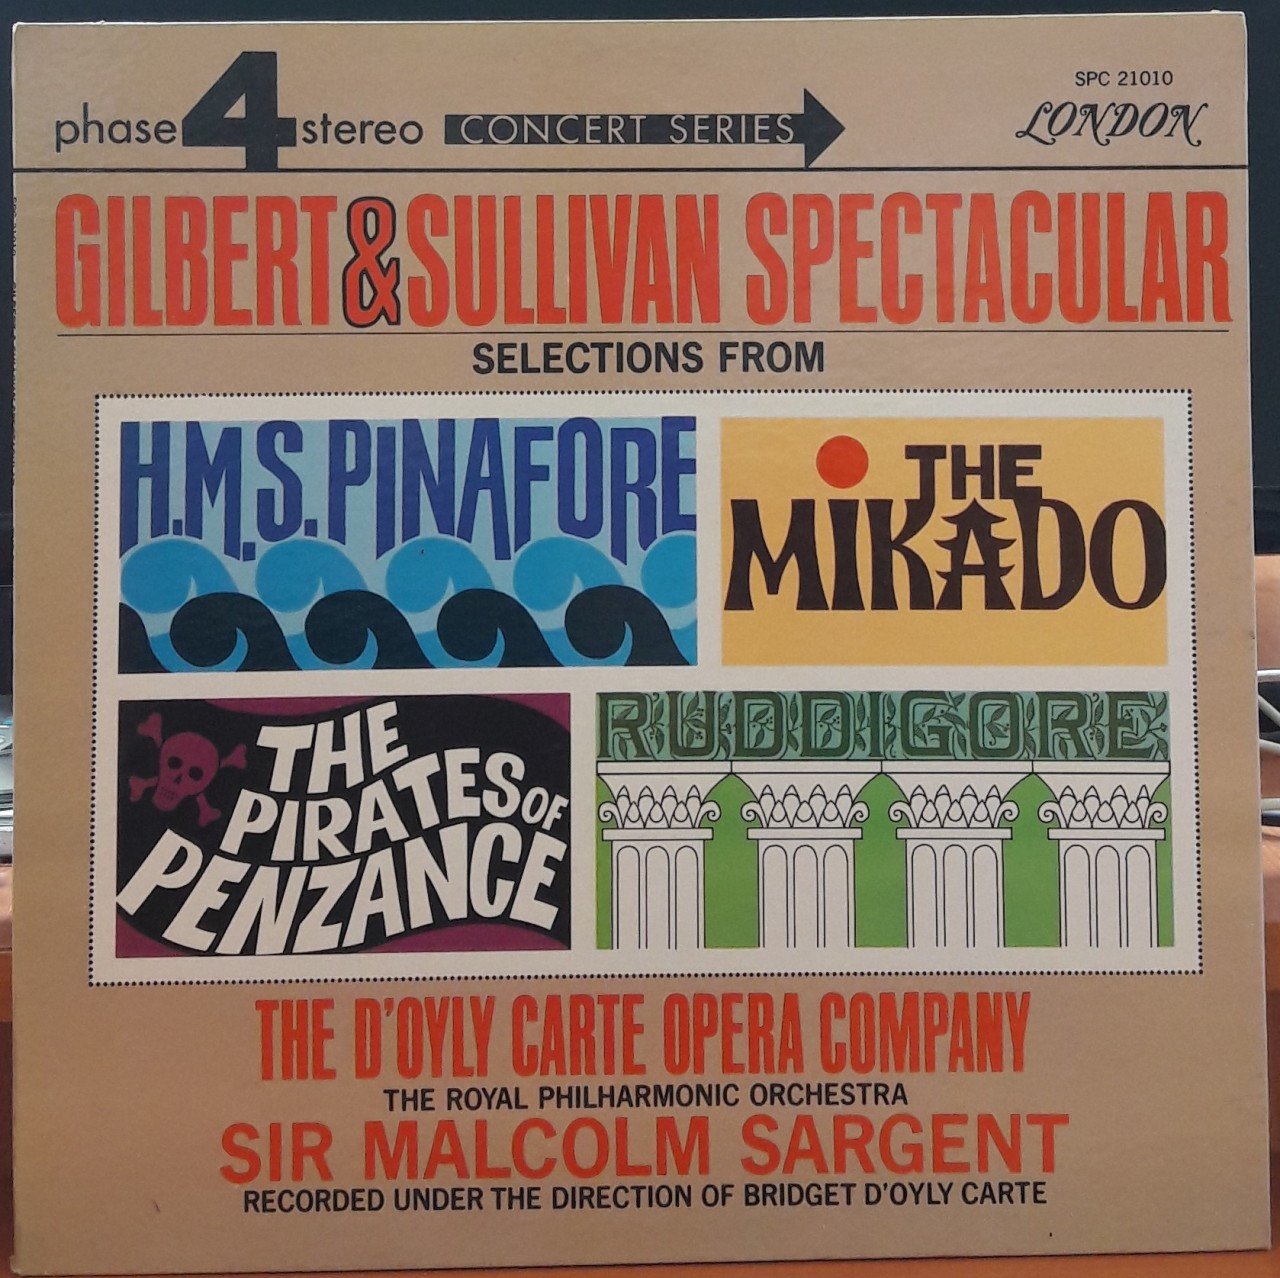 SPC 21010
phase 4 stereo CONCERT SERIES
LONDON
GILBERT & SULLIVAN SPECTACULAR
SELECTIONS FROM
H.M.S. PINAFORE
THE
MIKADO
THE
PIRATES OF
PENZANCE
RUDDIGORE
THE D'OYLY CARTE OPERA COMPANY
THE ROYAL PHILHARMONIC ORCHESTRA
SIR MALCOLM SARGENT
RECORDED UNDER THE DIRECTION OF BRIDGET D'OYLY CARTE